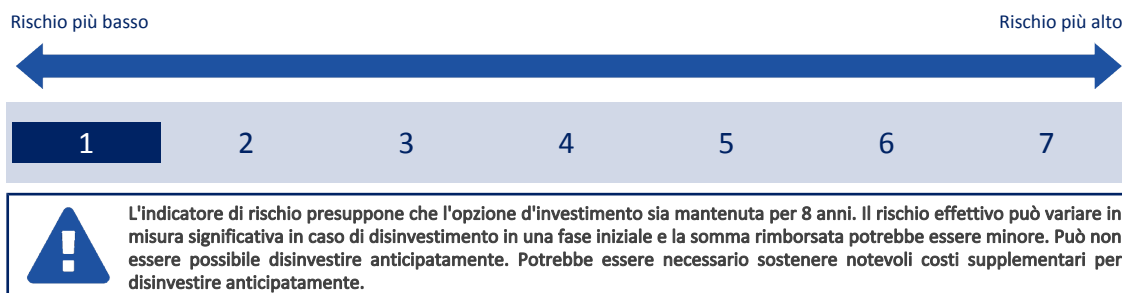 Rischio più basso Rischio più alto
1 2 3 4 5 6 7
L'indicatore di rischio presuppone che l'opzione d'investimento sia mantenuta per 8 anni. Il rischio effettivo può variare in
misura significativa in caso di disinvestimento in una fase iniziale e la somma rimborsata potrebbe essere minore. Può non
essere possibile disinvestire anticipatamente. Potrebbe essere necessario sostenere notevoli costi supplementari per
disinvestire anticipatamente.